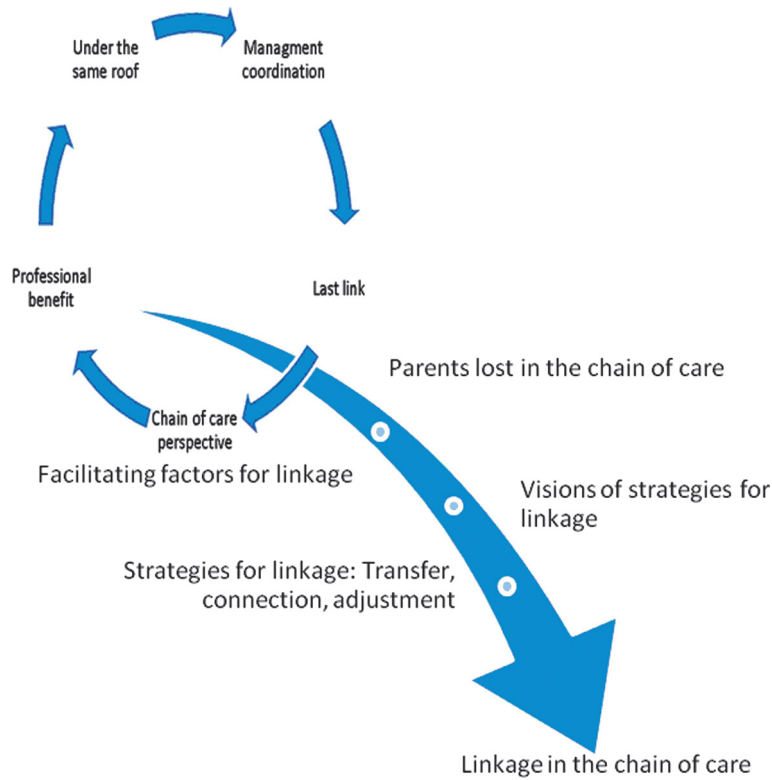 Under the
same roof
Managment
coordination
Professional
benefit
Last link
Chain of care
perspective
Parents lost in the chain of care
Facilitating factors for linkage
Visions of strategies for
linkage
Strategies for linkage: Transfer,
connection, adjustment
Linkage in the chain of care